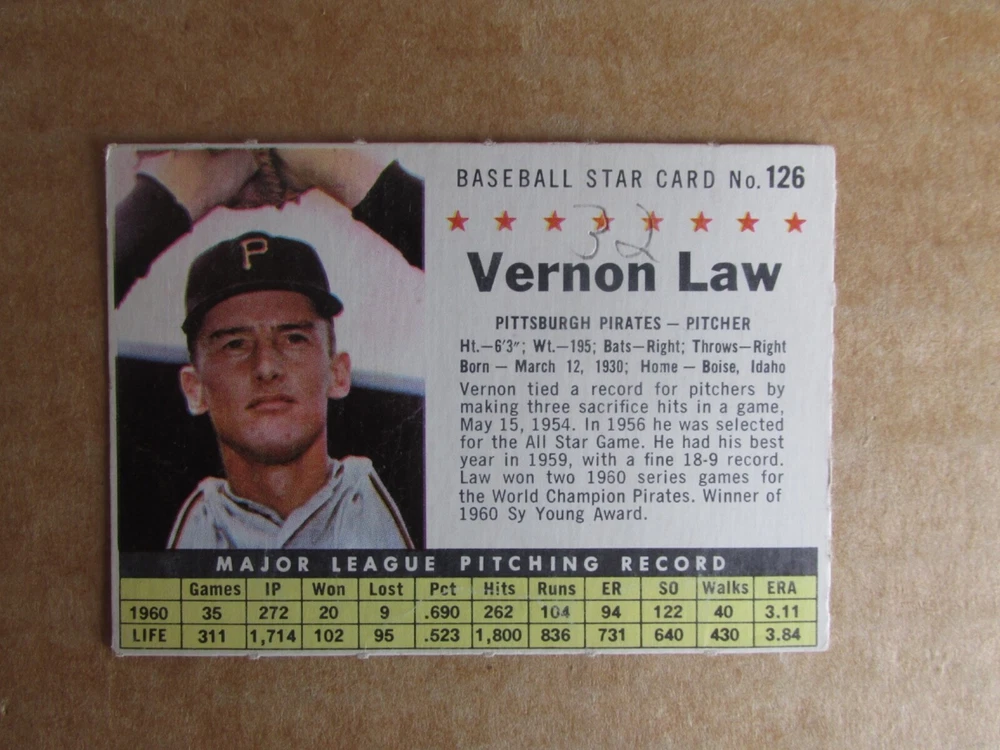 P
BASEBALL STAR CARD No. 126
32
Vernon Law
PITTSBURGH PIRATES — PITCHER
Ht.—6'3"; Wt.—195; Bats—Right; Throws—Right
Born — March 12, 1930; Home — Boise, Idaho
Vernon tied a record for pitchers by
making three sacrifice hits in a game,
May 15, 1954. In 1956 he was selected
for the All Star Game. He had his best
year in 1959, with a fine 18-9 record.
Law won two 1960 series games for
the World Champion Pirates. Winner of
1960 Sy Young Award.
MAJOR LEAGUE PITCHING RECORD
Games IP Won Lost Pct Hits Runs ER SO Walks ERA
1960 35 272 20 9 .690 262 104 94 122 40 3.11
LIFE 311 1,714 102 95 .523 1,800 836 731 640 430 3.84